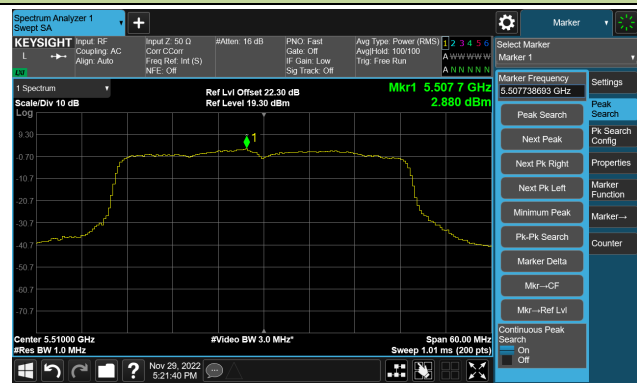 Spectrum Analyzer 1
Swept SA
Marker
KEYSIGHT
Input: RF
Coupling: AC
Align: Auto
Input Z: 50 Ω
Corr CCorr
Freq Ref: Int (S)
NFE: Off
#Atten: 16 dB
PNO: Fast
Gate: Off
IF Gain: Low
Sig Track: Off
Avg Type: Power (RMS)
Avg|Hold: 100/100
Trig: Free Run
1 2 3 4 5 6
A W W W W W
A N N N N N
L
LXI
Select Marker
Marker 1
1 Spectrum
Scale/Div 10 dB
Log
Ref Lvl Offset 22.30 dB
Ref Level 19.30 dBm
Mkr1 5.507 7 GHz
2.880 dBm
9.30
-0.70
-10.7
-20.7
-30.7
-40.7
-50.7
-60.7
-70.7
1
Center 5.51000 GHz
#Res BW 1.0 MHz
#Video BW 3.0 MHz*
Span 60.00 MHz
Sweep 1.01 ms (200 pts)
Marker Frequency
5.507738693 GHz
Peak Search
Next Peak
Next Pk Right
Next Pk Left
Minimum Peak
Pk-Pk Search
Marker Delta
Mkr→CF
Mkr→Ref Lvl
Continuous Peak
Search
On
Off
Settings
Peak
Search
Pk Search
Config
Properties
Marker
Function
Marker→
Counter
Nov 29, 2022
5:21:40 PM